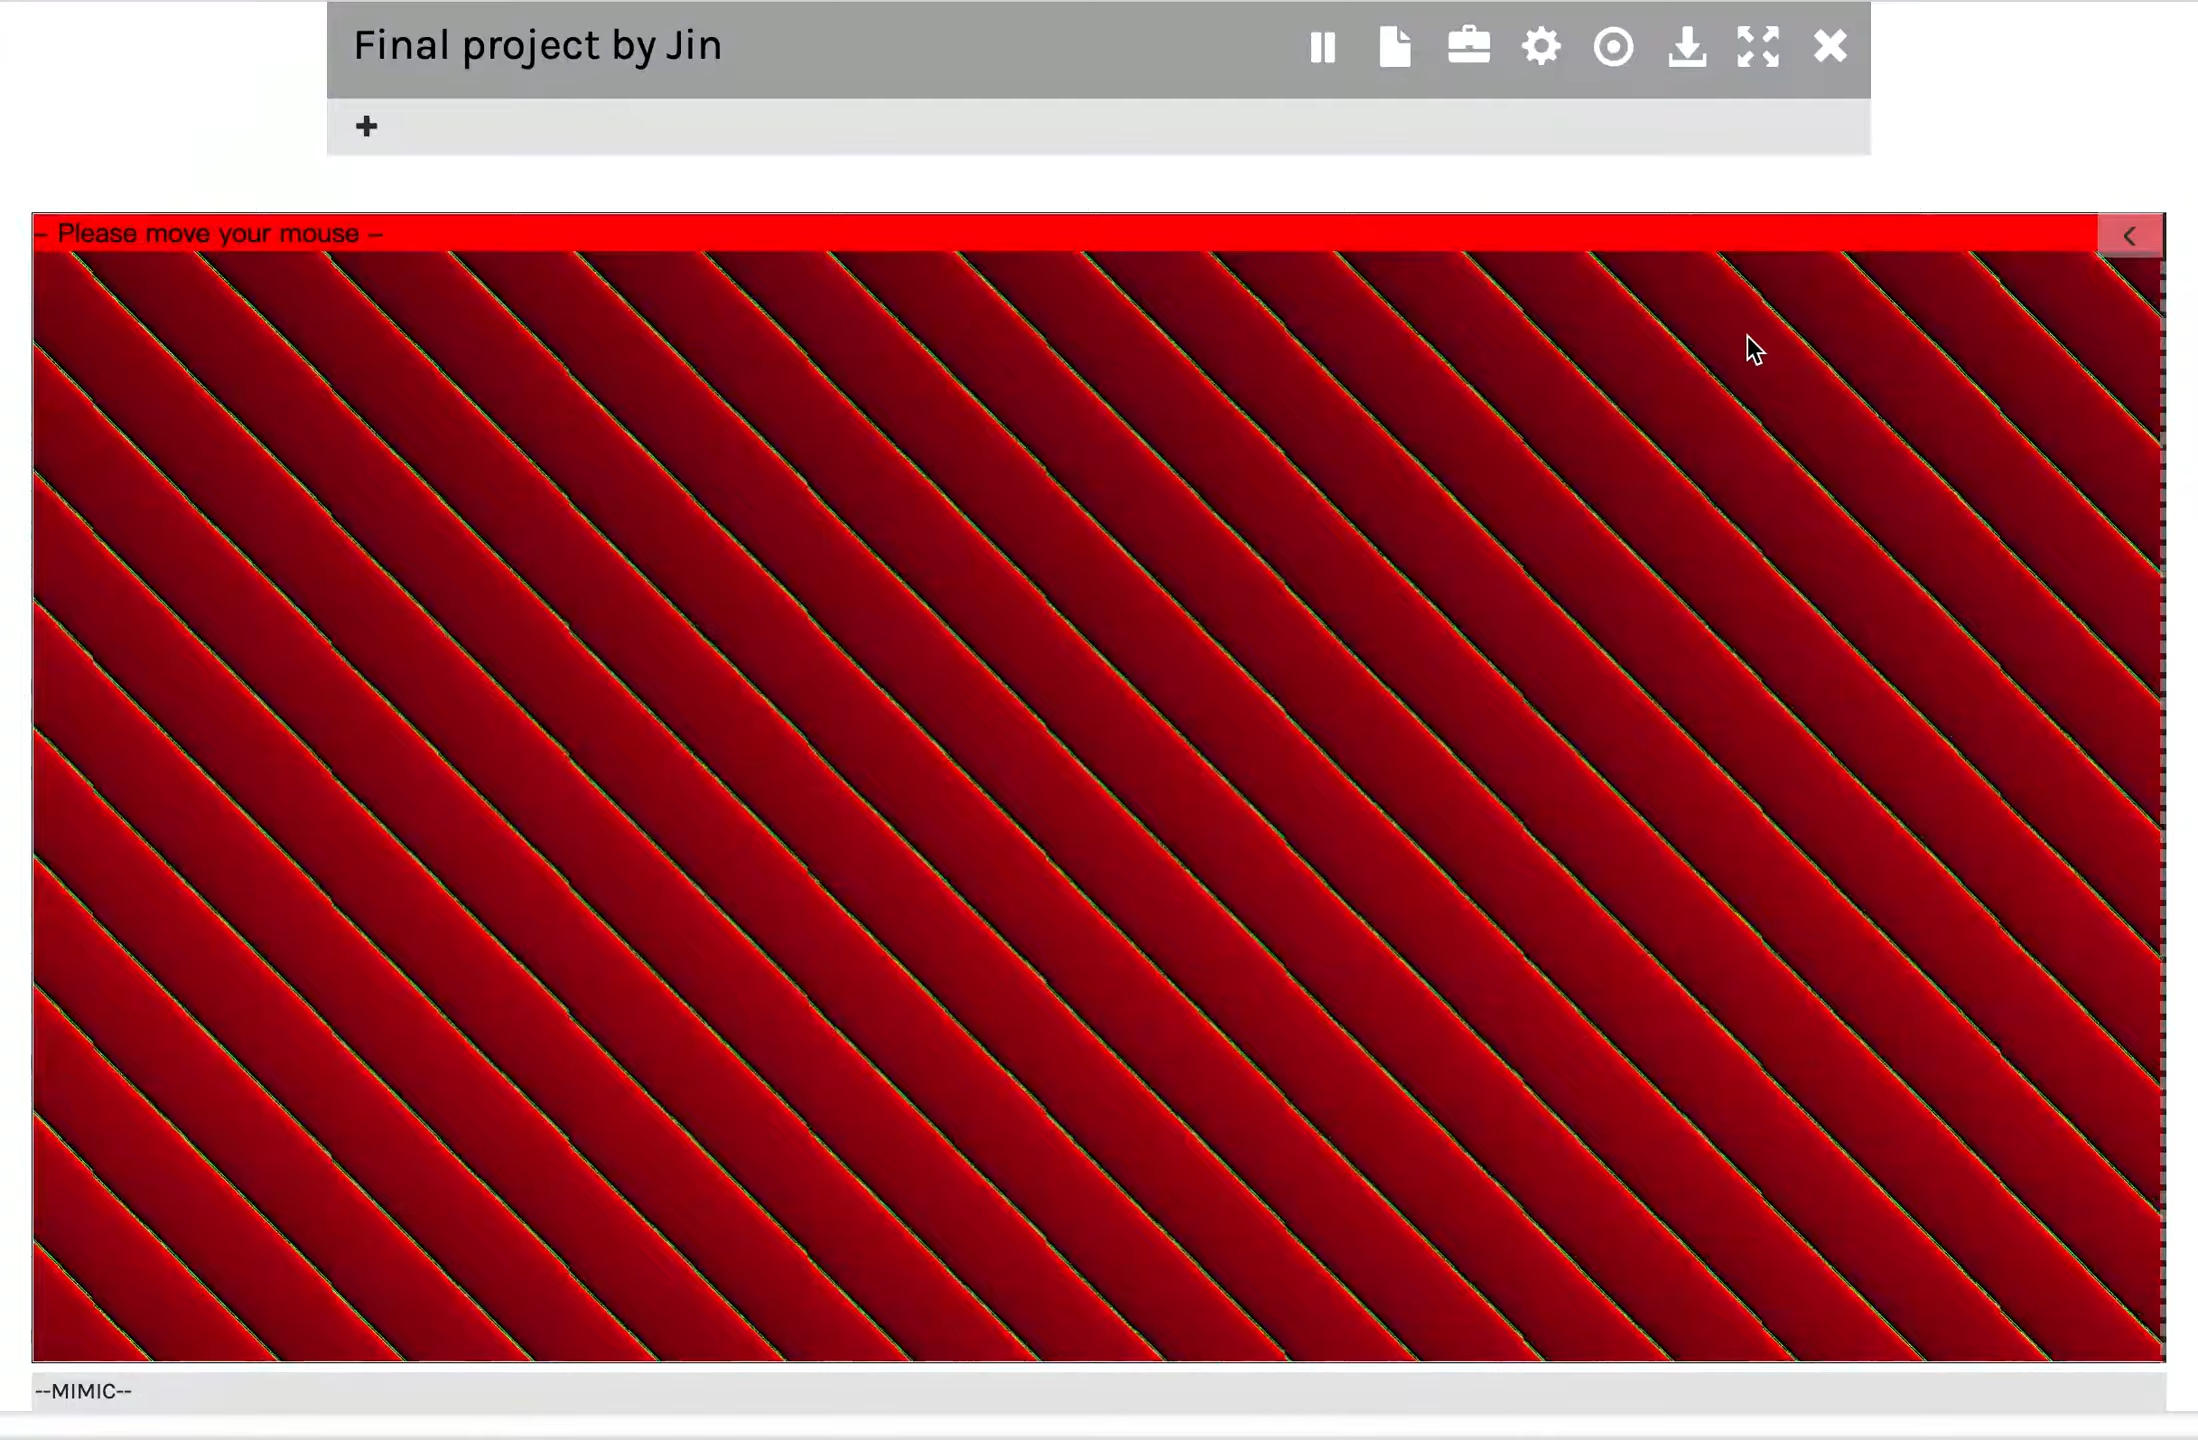 Final project by Jin
– Please move your mouse –
--MIMIC--